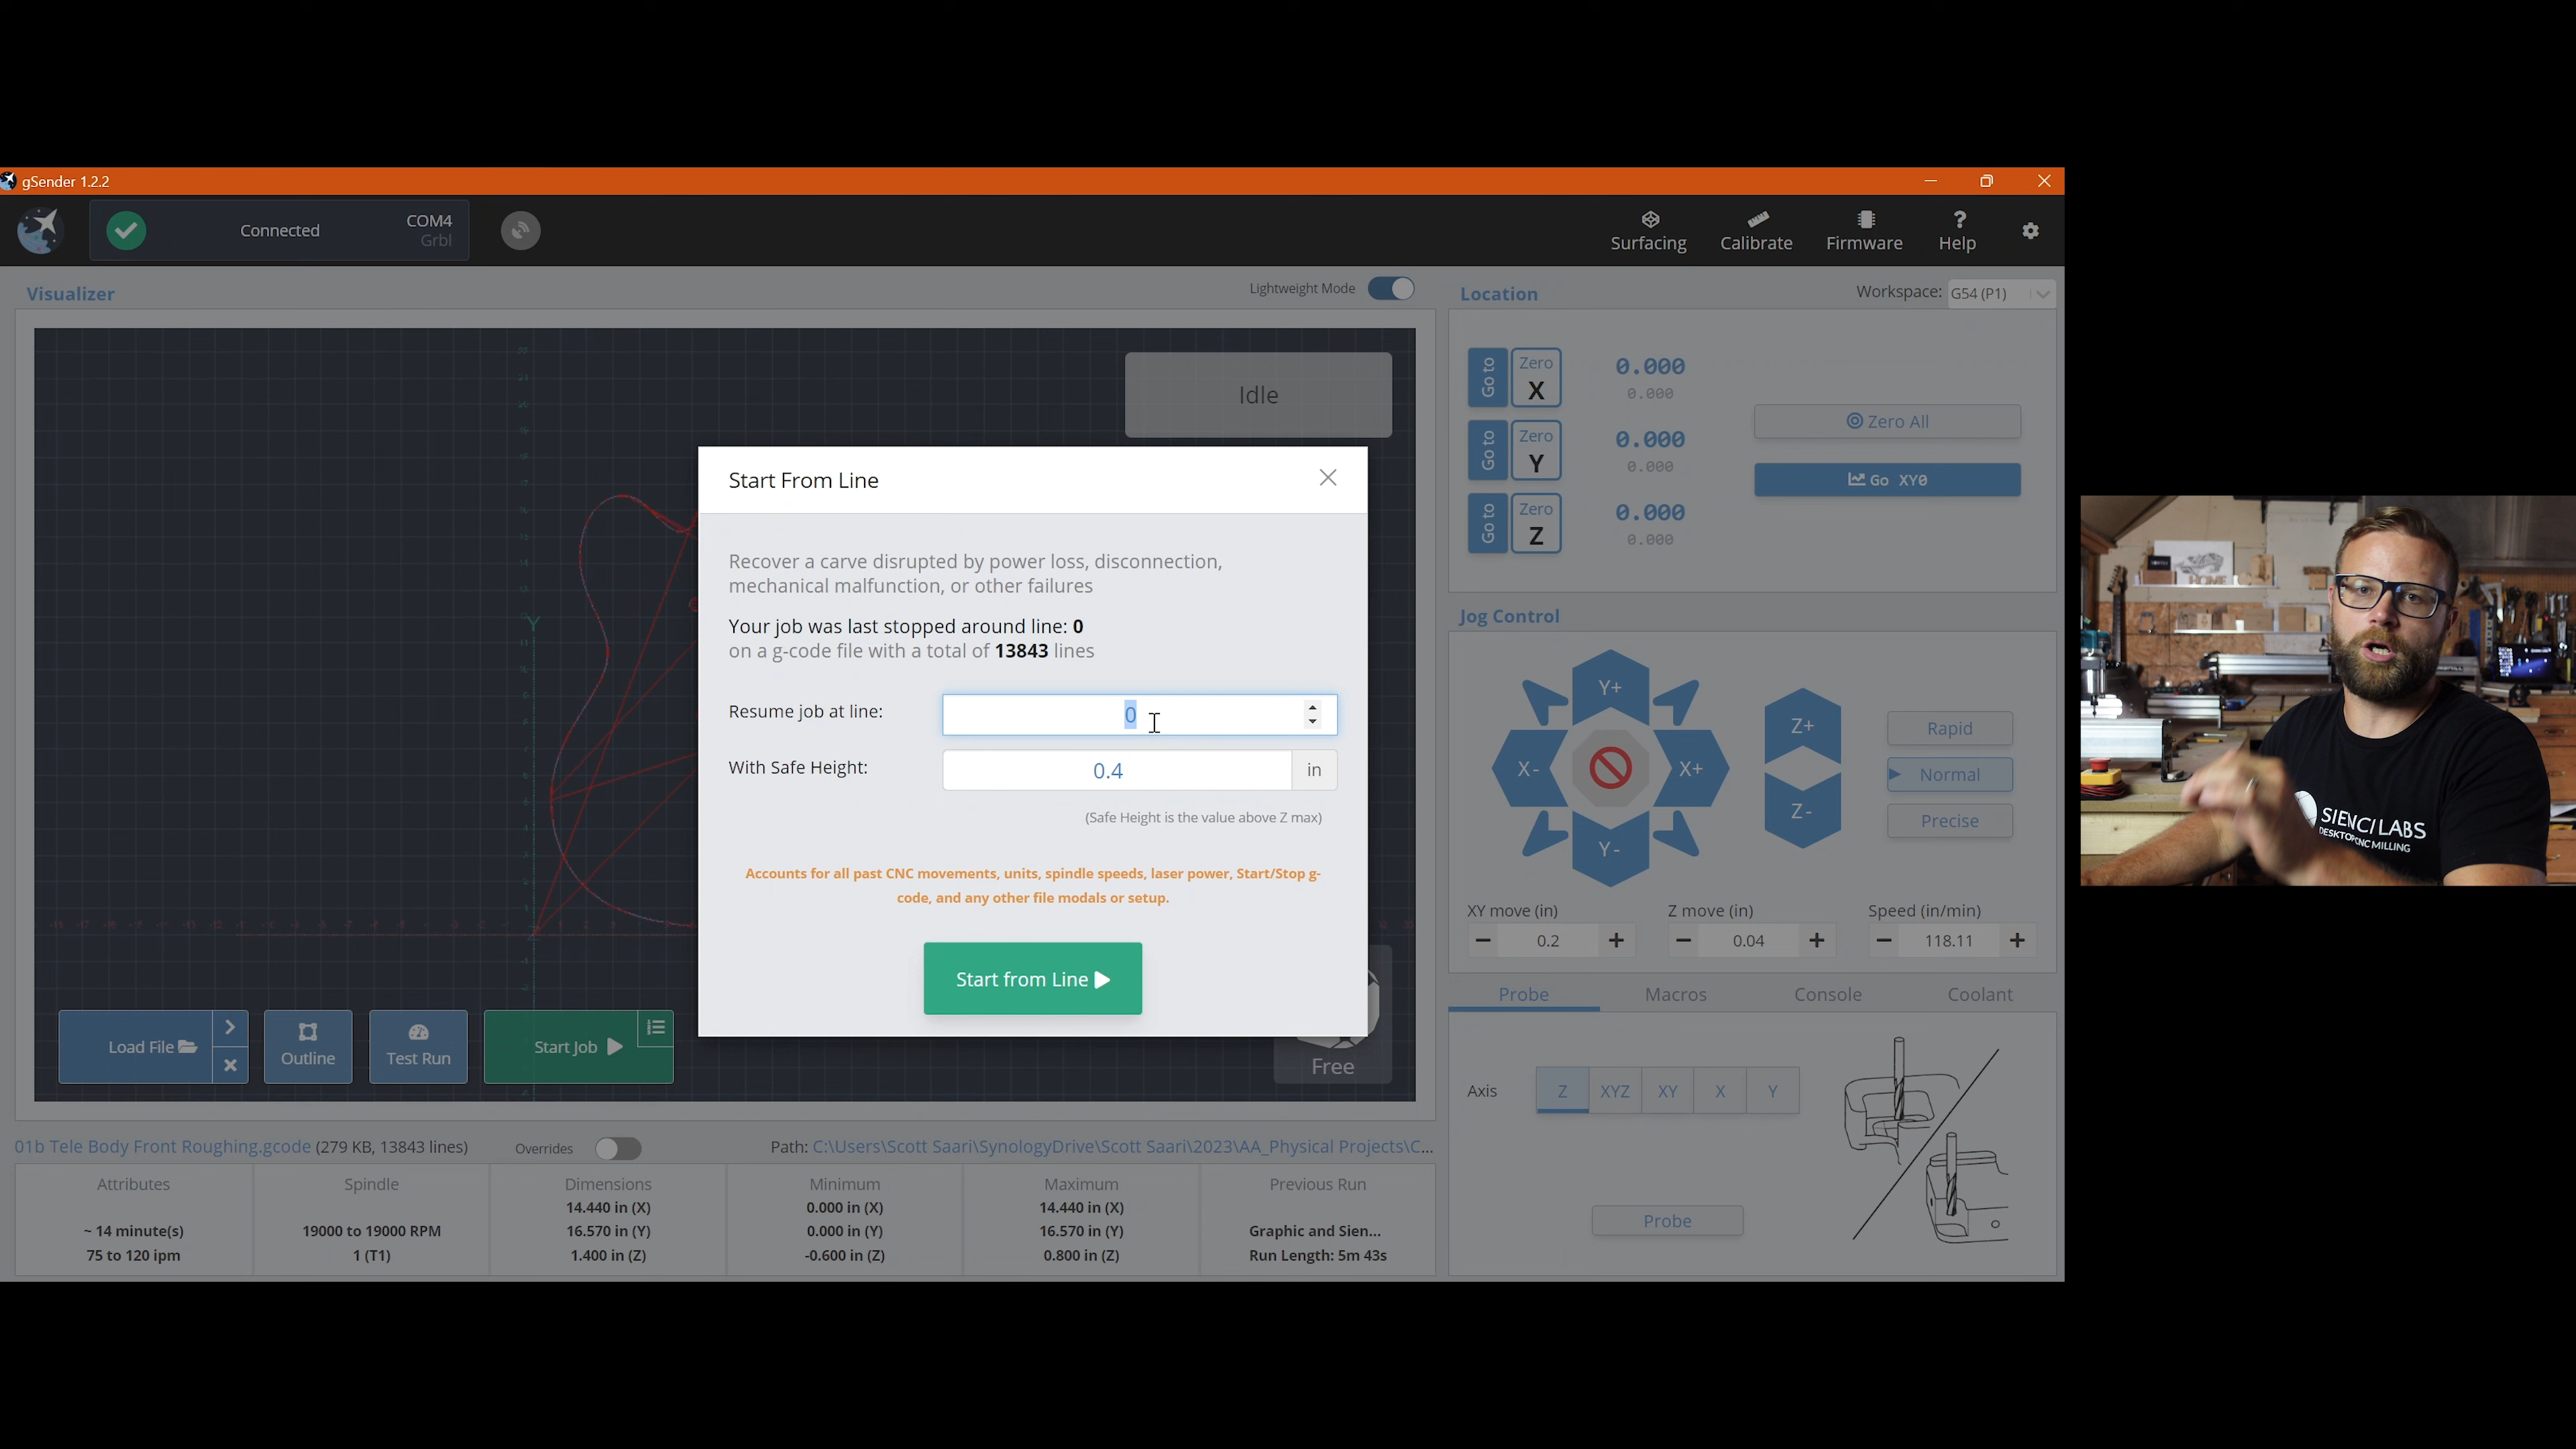 gSender 1.2.2
Connected
COM4
Grbl
Surfacing
Calibrate
Firmware
Help
Visualizer
Lightweight Mode
Location
Workspace:
G54 (P1)
Idle
Go to
Zero
X
0.000
0.000
Go to
Zero
Y
0.000
0.000
Go to
Zero
Z
0.000
0.000
Zero All
Go XY0
Start From Line
Recover a carve disrupted by power loss, disconnection,
mechanical malfunction, or other failures
Your job was last stopped around line: 0
on a g-code file with a total of 13843 lines
Resume job at line:
0
With Safe Height:
0.4
in
(Safe Height is the value above Z max)
Accounts for all past CNC movements, units, spindle speeds, laser power, Start/Stop g-
code, and any other file modals or setup.
Start from Line
Y
Jog Control
Y+
X-
X+
Y-
Z+
Z-
Rapid
Normal
Precise
XY move (in)
0.2
Z move (in)
0.04
Speed (in/min)
118.11
HOME
SIENCI LABS
DESKTOP CNC MILLING
Load File
Outline
Test Run
Start Job
Free
Probe
Macros
Console
Coolant
Axis
Z
XYZ
XY
X
Y
Probe
01b Tele Body Front Roughing.gcode (279 KB, 13843 lines)
Overrides
Path: C:\Users\Scott Saari\SynologyDrive\Scott Saari\2023\AA_Physical Projects\C...
Attributes
~ 14 minute(s)
75 to 120 ipm
Spindle
19000 to 19000 RPM
1 (T1)
Dimensions
14.440 in (X)
16.570 in (Y)
1.400 in (Z)
Minimum
0.000 in (X)
0.000 in (Y)
-0.600 in (Z)
Maximum
14.440 in (X)
16.570 in (Y)
0.800 in (Z)
Previous Run
Graphic and Sien...
Run Length: 5m 43s